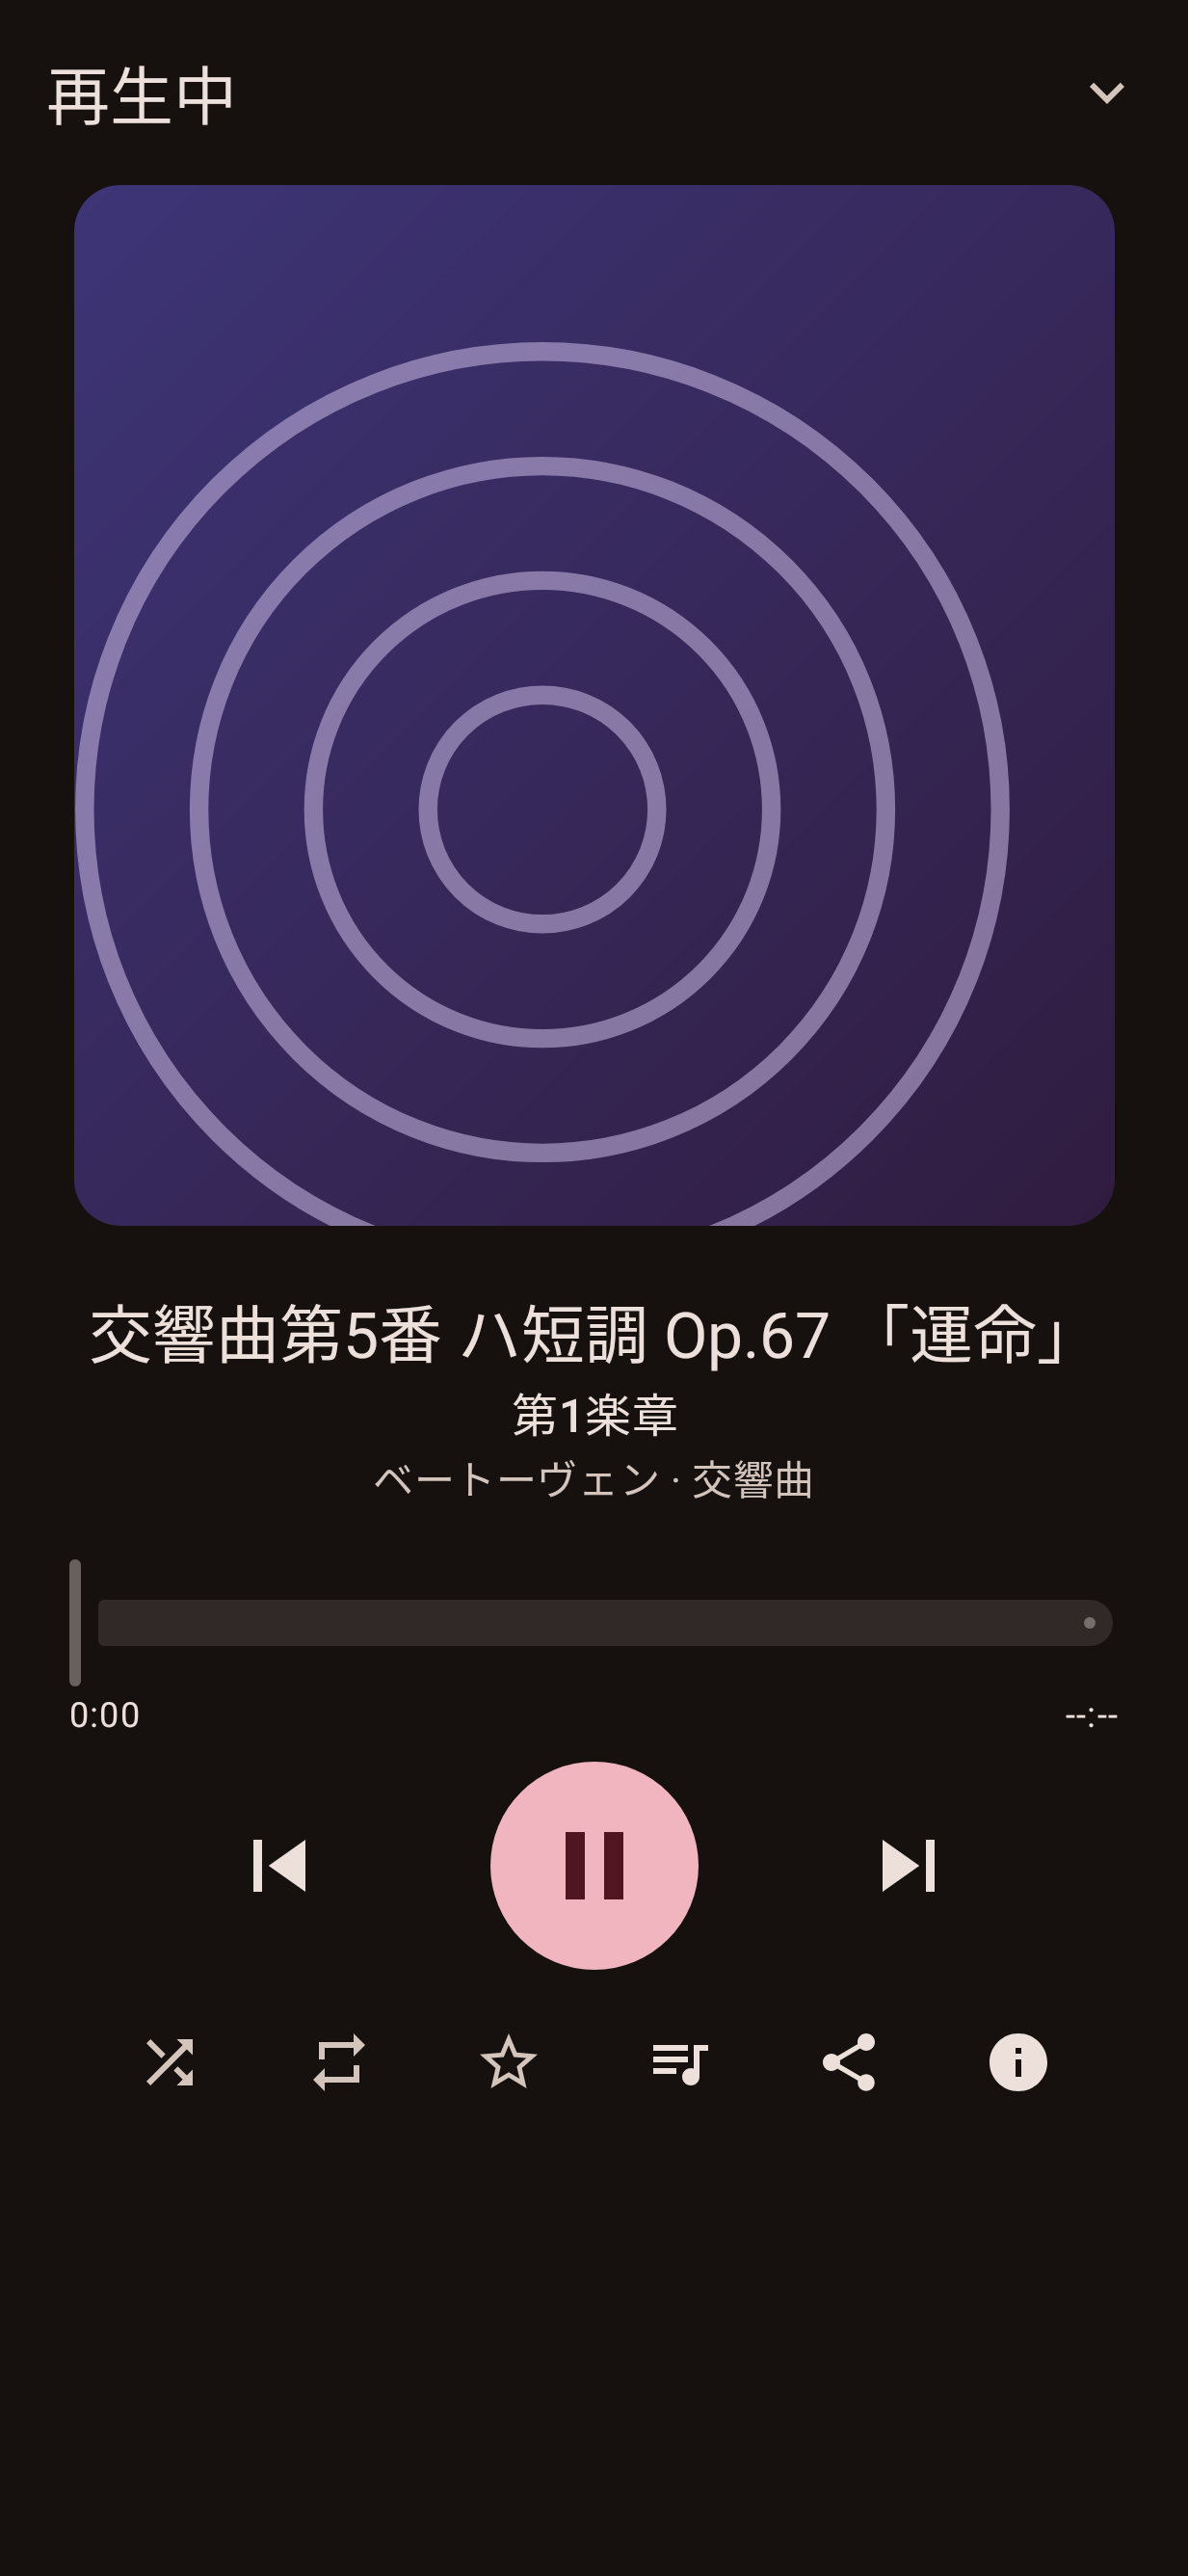 再生中
交響曲第5番 ハ短調 Op.67 「運命」
第1楽章
ベートーヴェン · 交響曲
0:00
--:--